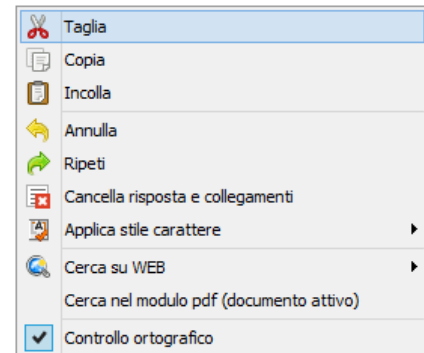 Taglia
Copia
Incolla
Annulla
Ripeti
Cancella risposta e collegamenti
Applica stile carattere
Cerca su WEB
Cerca nel modulo pdf (documento attivo)
Controllo ortografico